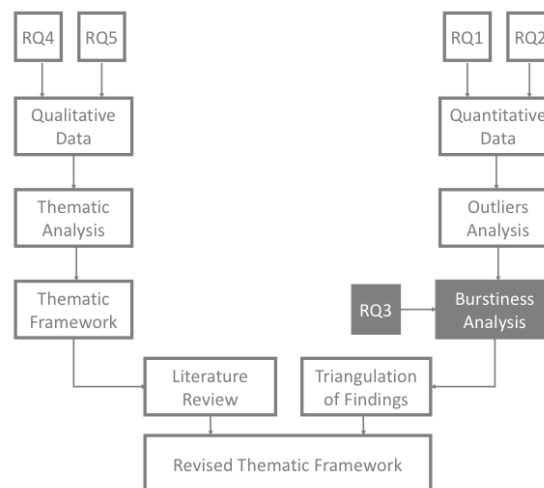 RQ4
RQ5
RQ1
RQ2
Qualitative
Data
Quantitative
Data
Thematic
Analysis
Outliers
Analysis
Thematic
Framework
RQ3
Burstiness
Analysis
Literature
Review
Triangulation
of Findings
Revised Thematic Framework